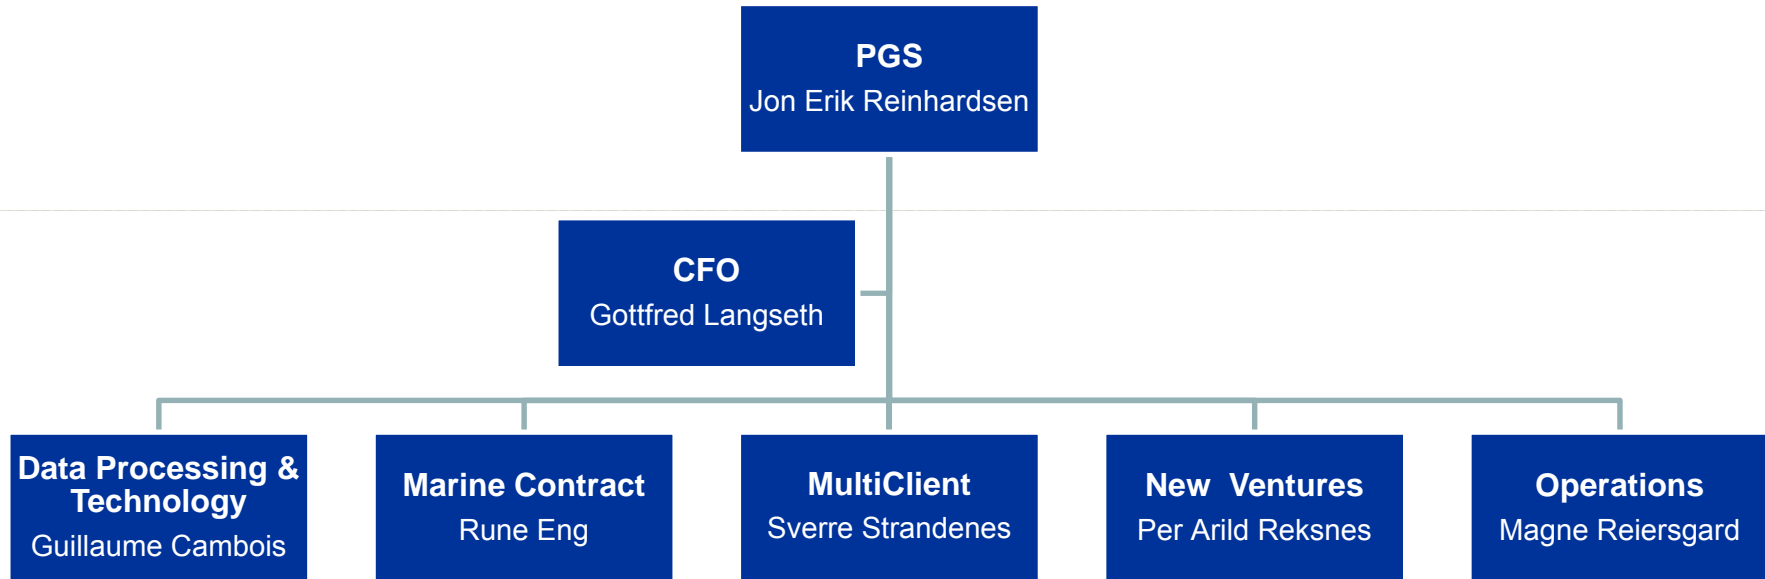 PGS
Jon Erik Reinhardsen
CFO
Gottfred Langseth
Data Processing &
Technology
Guillaume Cambois
Marine Contract
Rune Eng
MultiClient
Sverre Strandenes
New  Ventures
Per Arild Reksnes
Operations
Magne Reiersgard